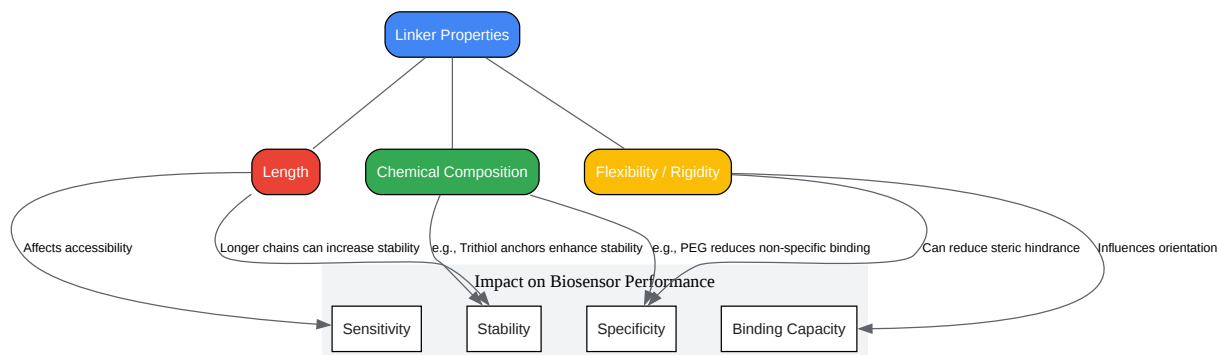 Linker Properties
Length
Chemical Composition
Flexibility / Rigidity
Affects accessibility
Longer chains can increase stability
e.g., Trithiol anchors enhance stability
e.g., PEG reduces non-specific binding
Can reduce steric hindrance
Influences orientation
Impact on Biosensor Performance
Sensitivity
Stability
Specificity
Binding Capacity